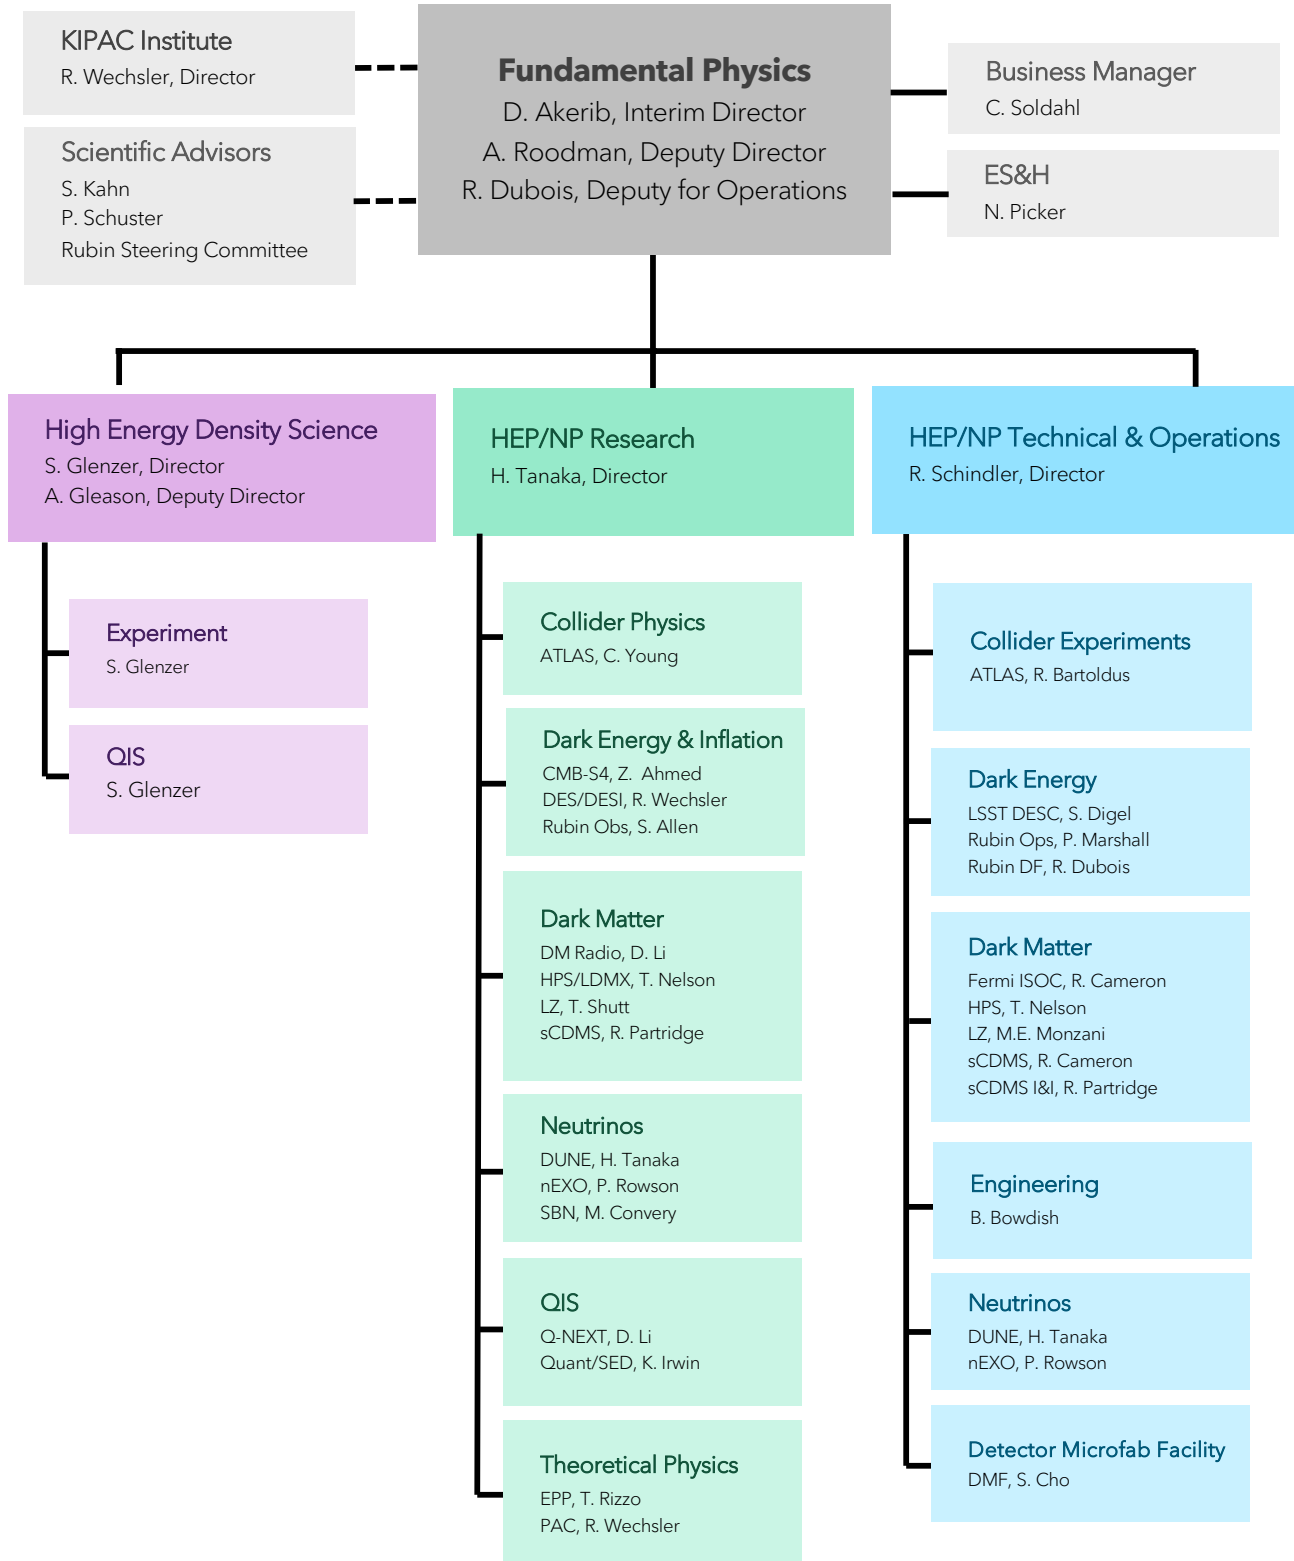 KIPAC Institute
R. Wechsler, Director
Scientific Advisors
S. Kahn
P. Schuster
Rubin Steering Committee
Fundamental Physics
D. Akerib, Interim Director
A. Roodman, Deputy Director
R. Dubois, Deputy for Operations
Business Manager
C. Soldahl
ES&H
N. Picker
High Energy Density Science
S. Glenzer, Director
A. Gleason, Deputy Director
Experiment
S. Glenzer
QIS
S. Glenzer
HEP/NP Research
H. Tanaka, Director
Collider Physics
ATLAS, C. Young
Dark Energy & Inflation
CMB-S4, Z. Ahmed
DES/DESI, R. Wechsler
Rubin Obs, S. Allen
Dark Matter
DM Radio, D. Li
HPS/LDMX, T. Nelson
LZ, T. Shutt
sCDMS, R. Partridge
Neutrinos
DUNE, H. Tanaka
nEXO, P. Rowson
SBN, M. Convery
QIS
Q-NEXT, D. Li
Quant/SED, K. Irwin
Theoretical Physics
EPP, T. Rizzo
PAC, R. Wechsler
HEP/NP Technical & Operations
R. Schindler, Director
Collider Experiments
ATLAS, R. Bartoldus
Dark Energy
LSST DESC, S. Digel
Rubin Ops, P. Marshall
Rubin DF, R. Dubois
Dark Matter
Fermi ISOC, R. Cameron
HPS, T. Nelson
LZ, M.E. Monzani
sCDMS, R. Cameron
sCDMS I&I, R. Partridge
Engineering
B. Bowdish
Neutrinos
DUNE, H. Tanaka
nEXO, P. Rowson
Detector Microfab Facility
DMF, S. Cho